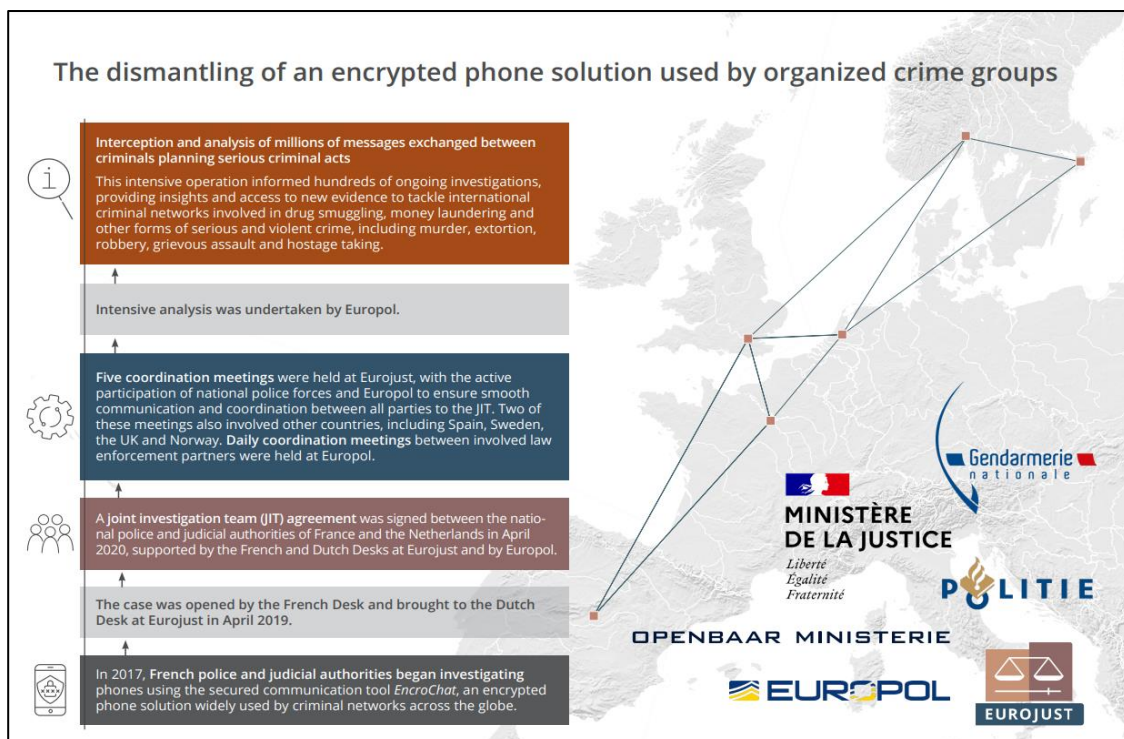 The dismantling of an encrypted phone solution used by organized crime groups
Interception and analysis of millions of messages exchanged between
criminals planning serious criminal acts
This intensive operation informed hundreds of ongoing investigations,
providing insights and access to new evidence to tackle international
criminal networks involved in drug smuggling, money laundering and
other forms of serious and violent crime, including murder, extortion,
robbery, grievous assault and hostage taking.
Intensive analysis was undertaken by Europol.
Five coordination meetings were held at Eurojust, with the active
participation of national police forces and Europol to ensure smooth
communication and coordination between all parties to the JIT. Two of
these meetings also involved other countries, including Spain, Sweden,
the UK and Norway. Daily coordination meetings between involved law
enforcement partners were held at Europol.
A joint investigation team (JIT) agreement was signed between the natio-
nal police and judicial authorities of France and the Netherlands in April
2020, supported by the French and Dutch Desks at Eurojust and by Europol.
The case was opened by the French Desk and brought to the Dutch
Desk at Eurojust in April 2019.
In 2017, French police and judicial authorities began investigating
phones using the secured communication tool EncroChat, an encrypted
phone solution widely used by criminal networks across the globe.
Gendarmerie
nationale
MINISTÈRE
DE LA JUSTICE
Liberté
Égalité
Fraternité
POLITIE
OPENBAAR MINISTERIE
EUROPOL
EUROJUST